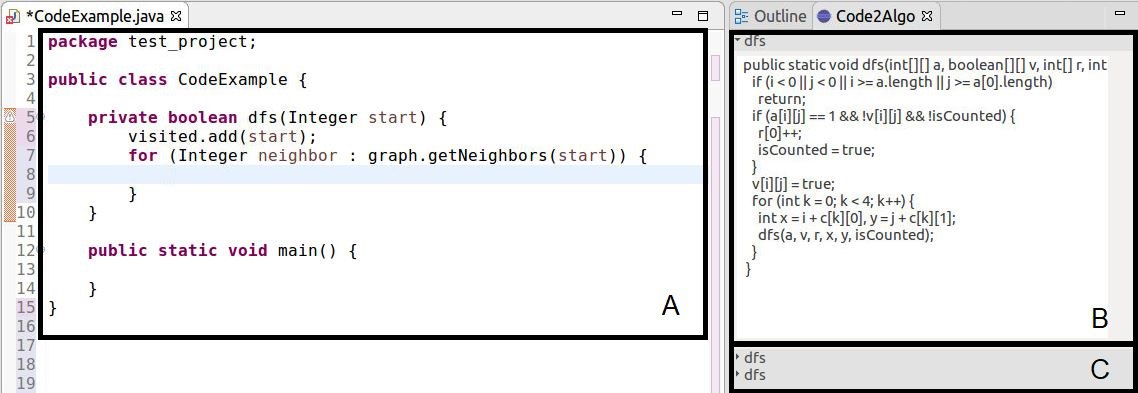 *CodeExample.java
1 package test_project;
2
3 public class CodeExample {
4
5 private boolean dfs(Integer start) {
6 visited.add(start);
7 for (Integer neighbor : graph.getNeighbors(start)) {
8
9 }
10 }
11
12 public static void main() {
13
14 }
15 }
16
17
18
19
A
Outline Code2Algo
dfs
public static void dfs(int[][] a, boolean[][] v, int[] r, int
if (i < 0 || j < 0 || i >= a.length || j >= a[0].length)
return;
if (a[i][j] == 1 && !v[i][j] && !isCounted) {
r[0]++;
isCounted = true;
}
v[i][j] = true;
for (int k = 0; k < 4; k++) {
int x = i + c[k][0], y = j + c[k][1];
dfs(a, v, r, x, y, isCounted);
}
}
B
dfs
dfs
C